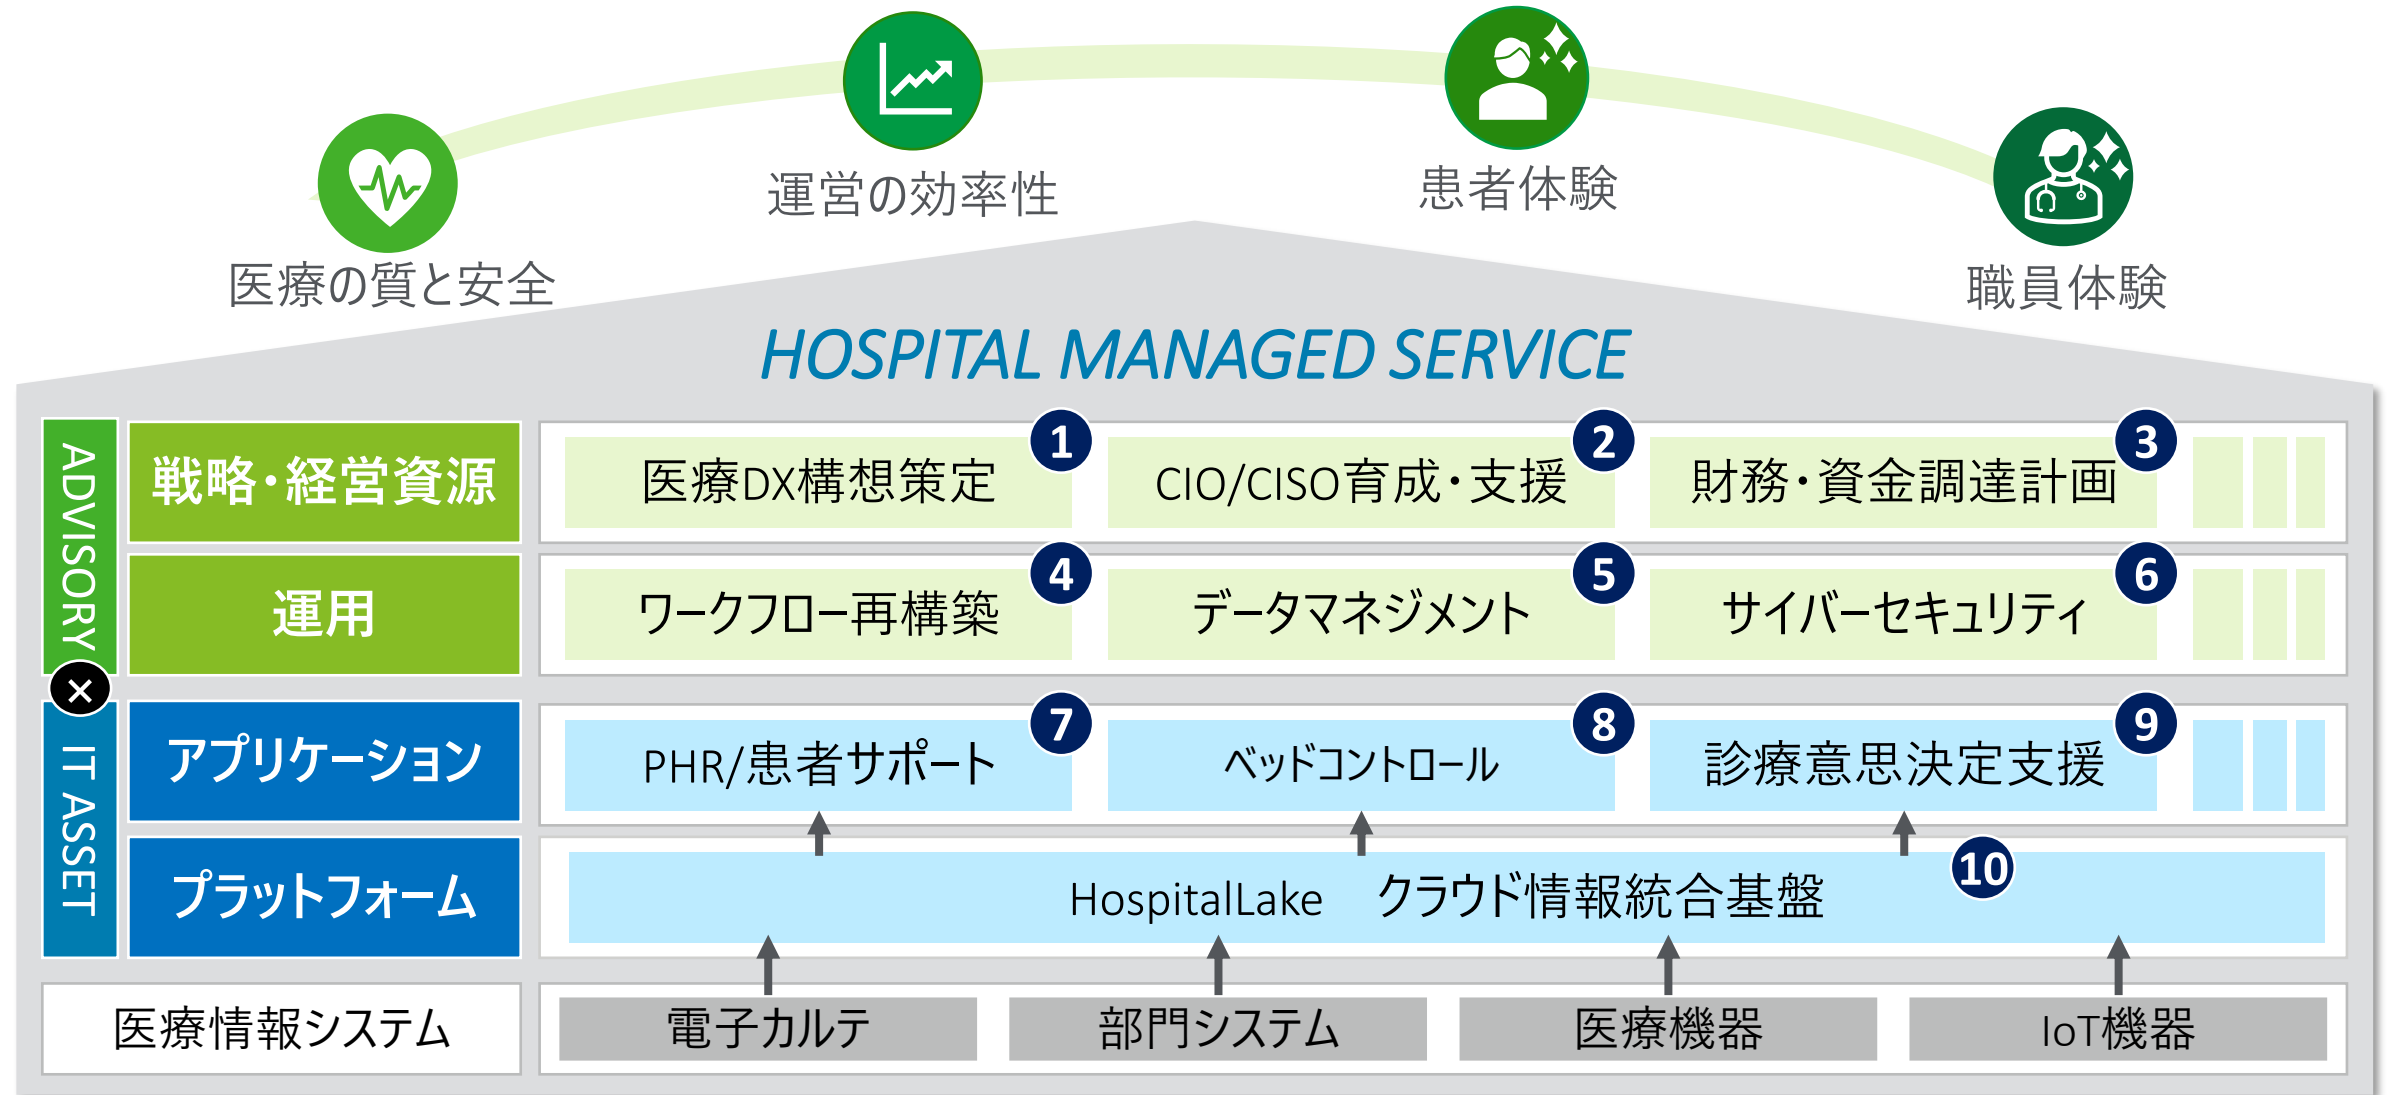 運営の効率性
患者体験
医療の質と安全
職員体験
HOSPITAL MANAGED SERVICE
ADVISORY
戦略・経営資源
医療DX構想策定
1
CIO/CISO育成・支援
2
財務・資金調達計画
3
運用
ワークフロー再構築
4
データマネジメント
5
サイバーセキュリティ
6
×
IT ASSET
アプリケーション
PHR/患者サポート
7
ベッドコントロール
8
診療意思決定支援
9
プラットフォーム
HospitalLake クラウド情報統合基盤
10
医療情報システム
電子カルテ
部門システム
医療機器
IoT機器